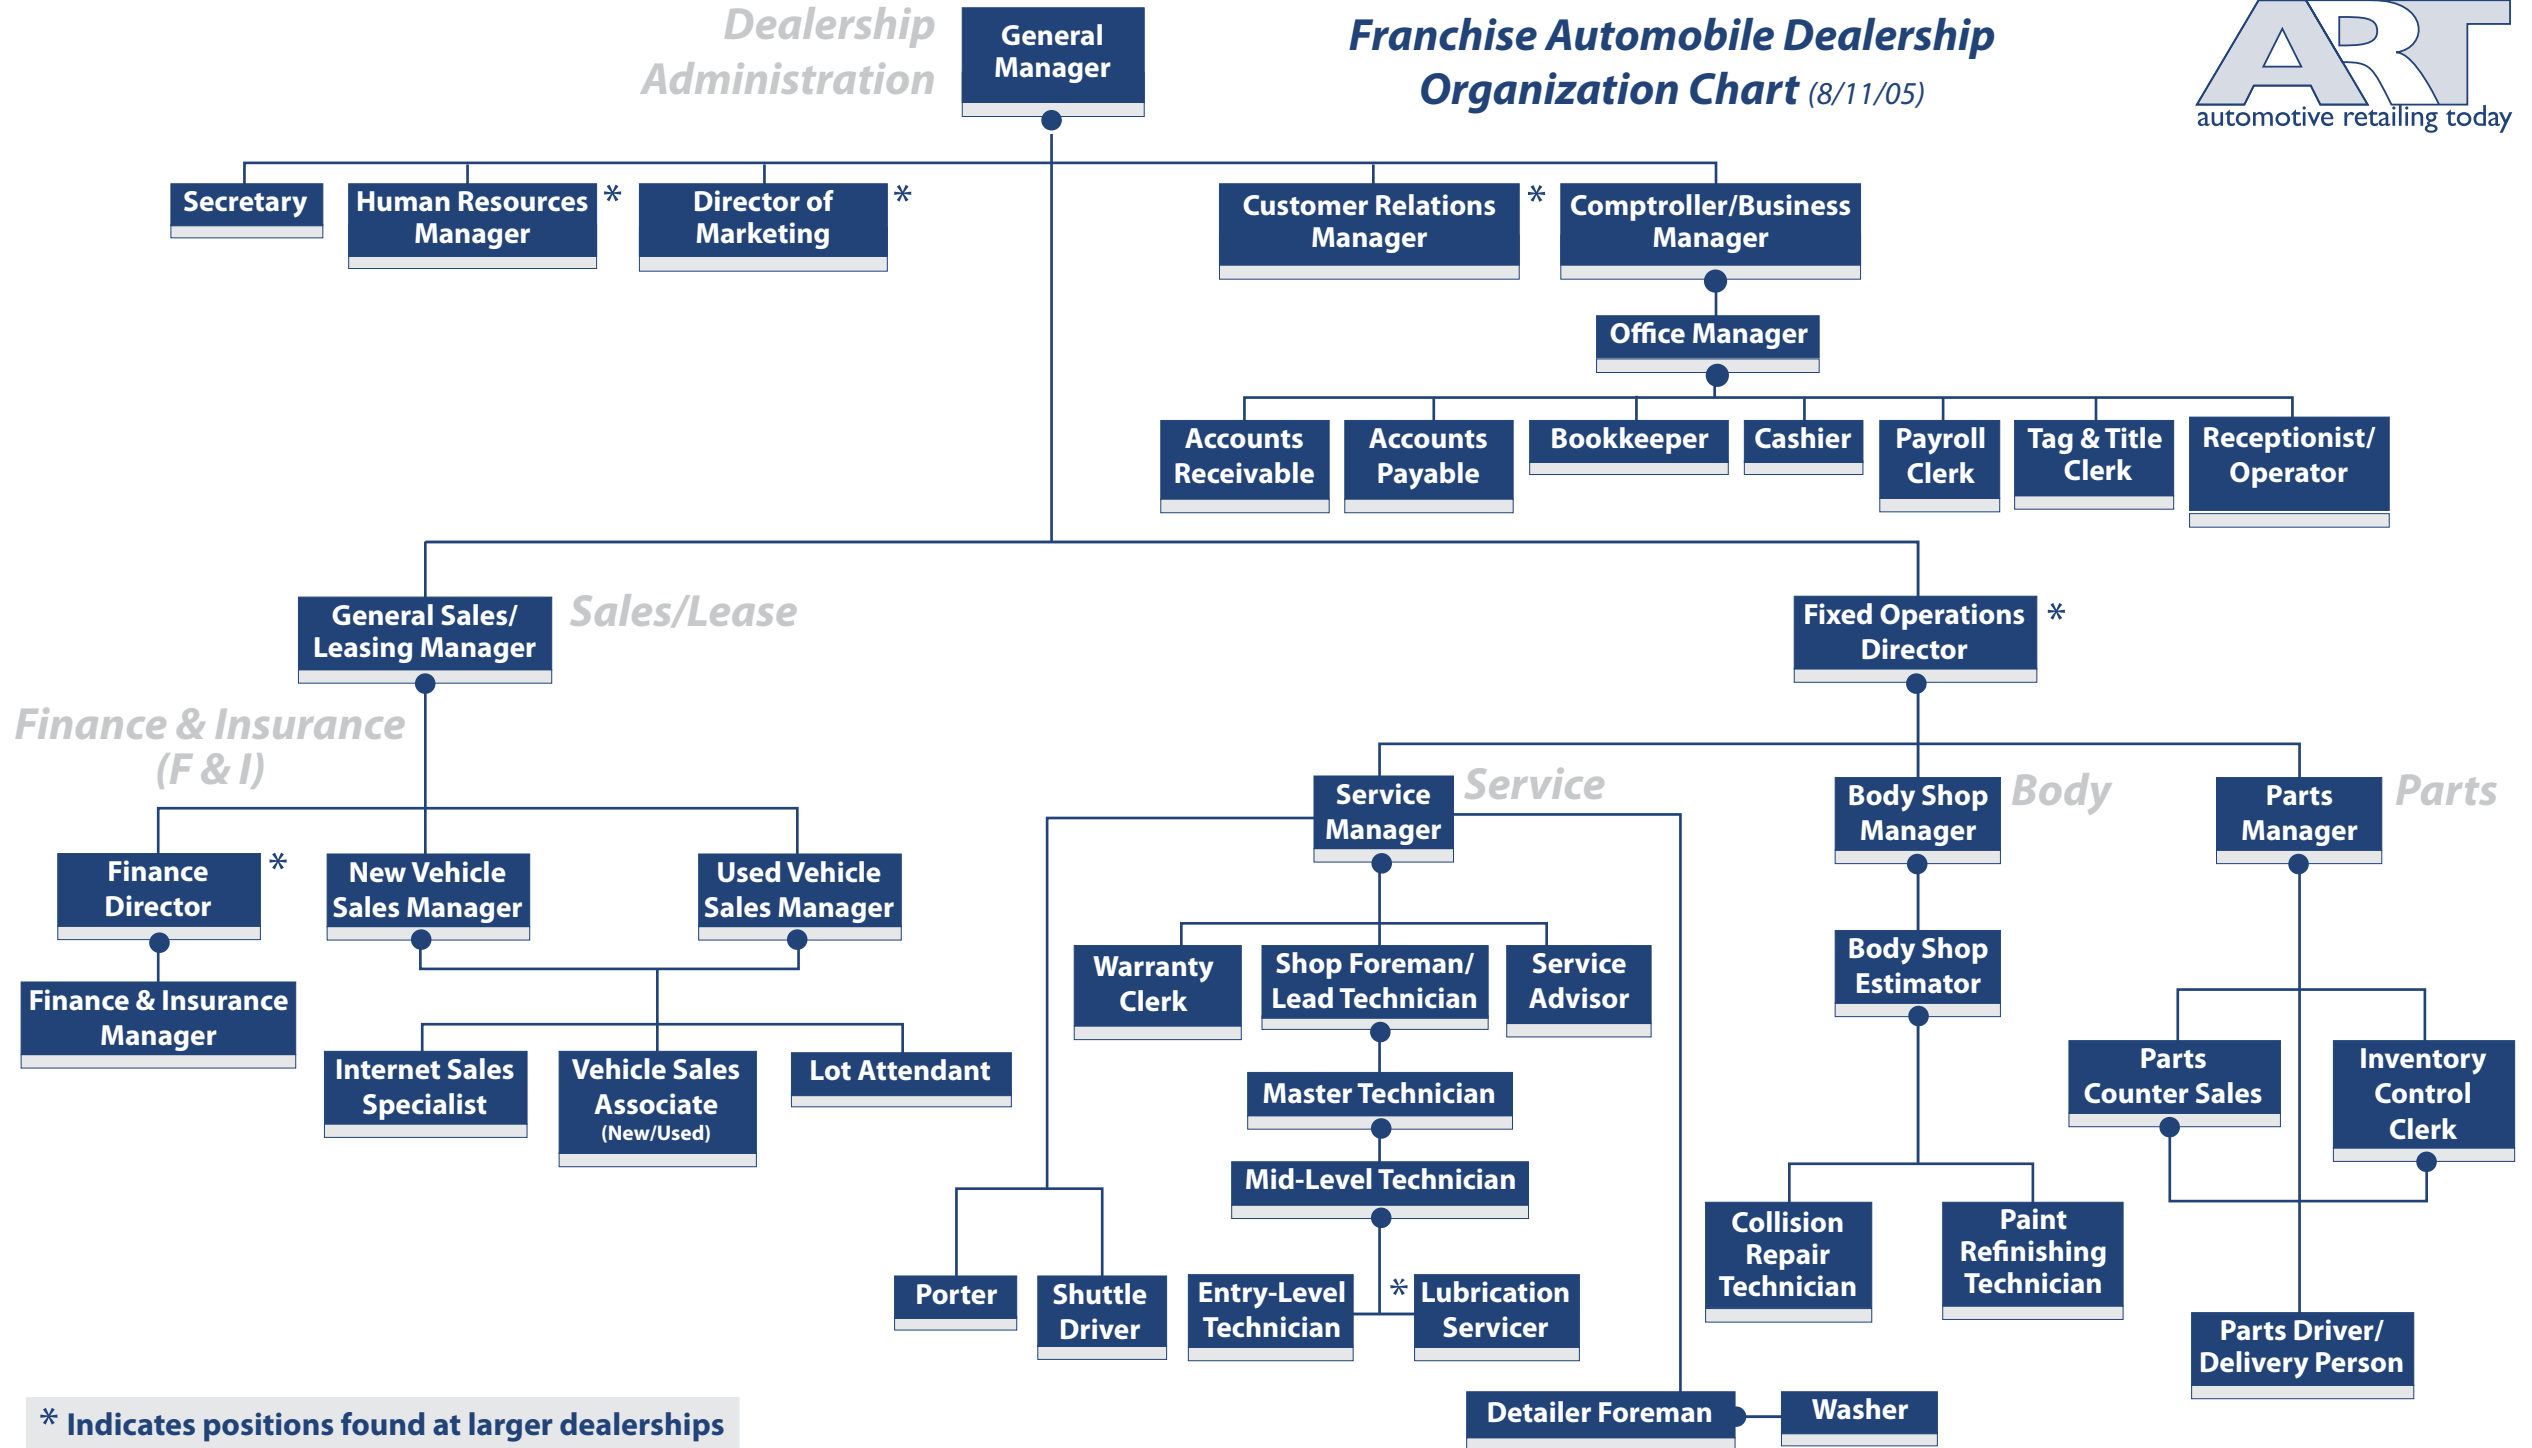 Dealership
Administration
General
Manager
Franchise Automobile Dealership
Organization Chart (8/11/05)
ART
automotive retailing today
Secretary
Human Resources
Manager
*
Director of
Marketing
*
Customer Relations
Manager
*
Comptroller/Business
Manager
Office Manager
Accounts
Receivable
Accounts
Payable
Bookkeeper
Cashier
Payroll
Clerk
Tag & Title
Clerk
Receptionist/
Operator
General Sales/
Leasing Manager
Sales/Lease
Fixed Operations
Director
*
Finance & Insurance
(F & I)
Finance
Director
*
New Vehicle
Sales Manager
Used Vehicle
Sales Manager
Finance & Insurance
Manager
Internet Sales
Specialist
Vehicle Sales
Associate
(New/Used)
Lot Attendant
Service
Manager
Service
Body Shop
Manager
Body
Parts
Manager
Parts
Warranty
Clerk
Shop Foreman/
Lead Technician
Service
Advisor
Master Technician
Mid-Level Technician
Porter
Shuttle
Driver
Entry-Level
Technician
*
Lubrication
Servicer
Body Shop
Estimator
Collision
Repair
Technician
Paint
Refinishing
Technician
Parts
Counter Sales
Inventory
Control
Clerk
Parts Driver/
Delivery Person
Detailer Foreman
Washer
* Indicates positions found at larger dealerships